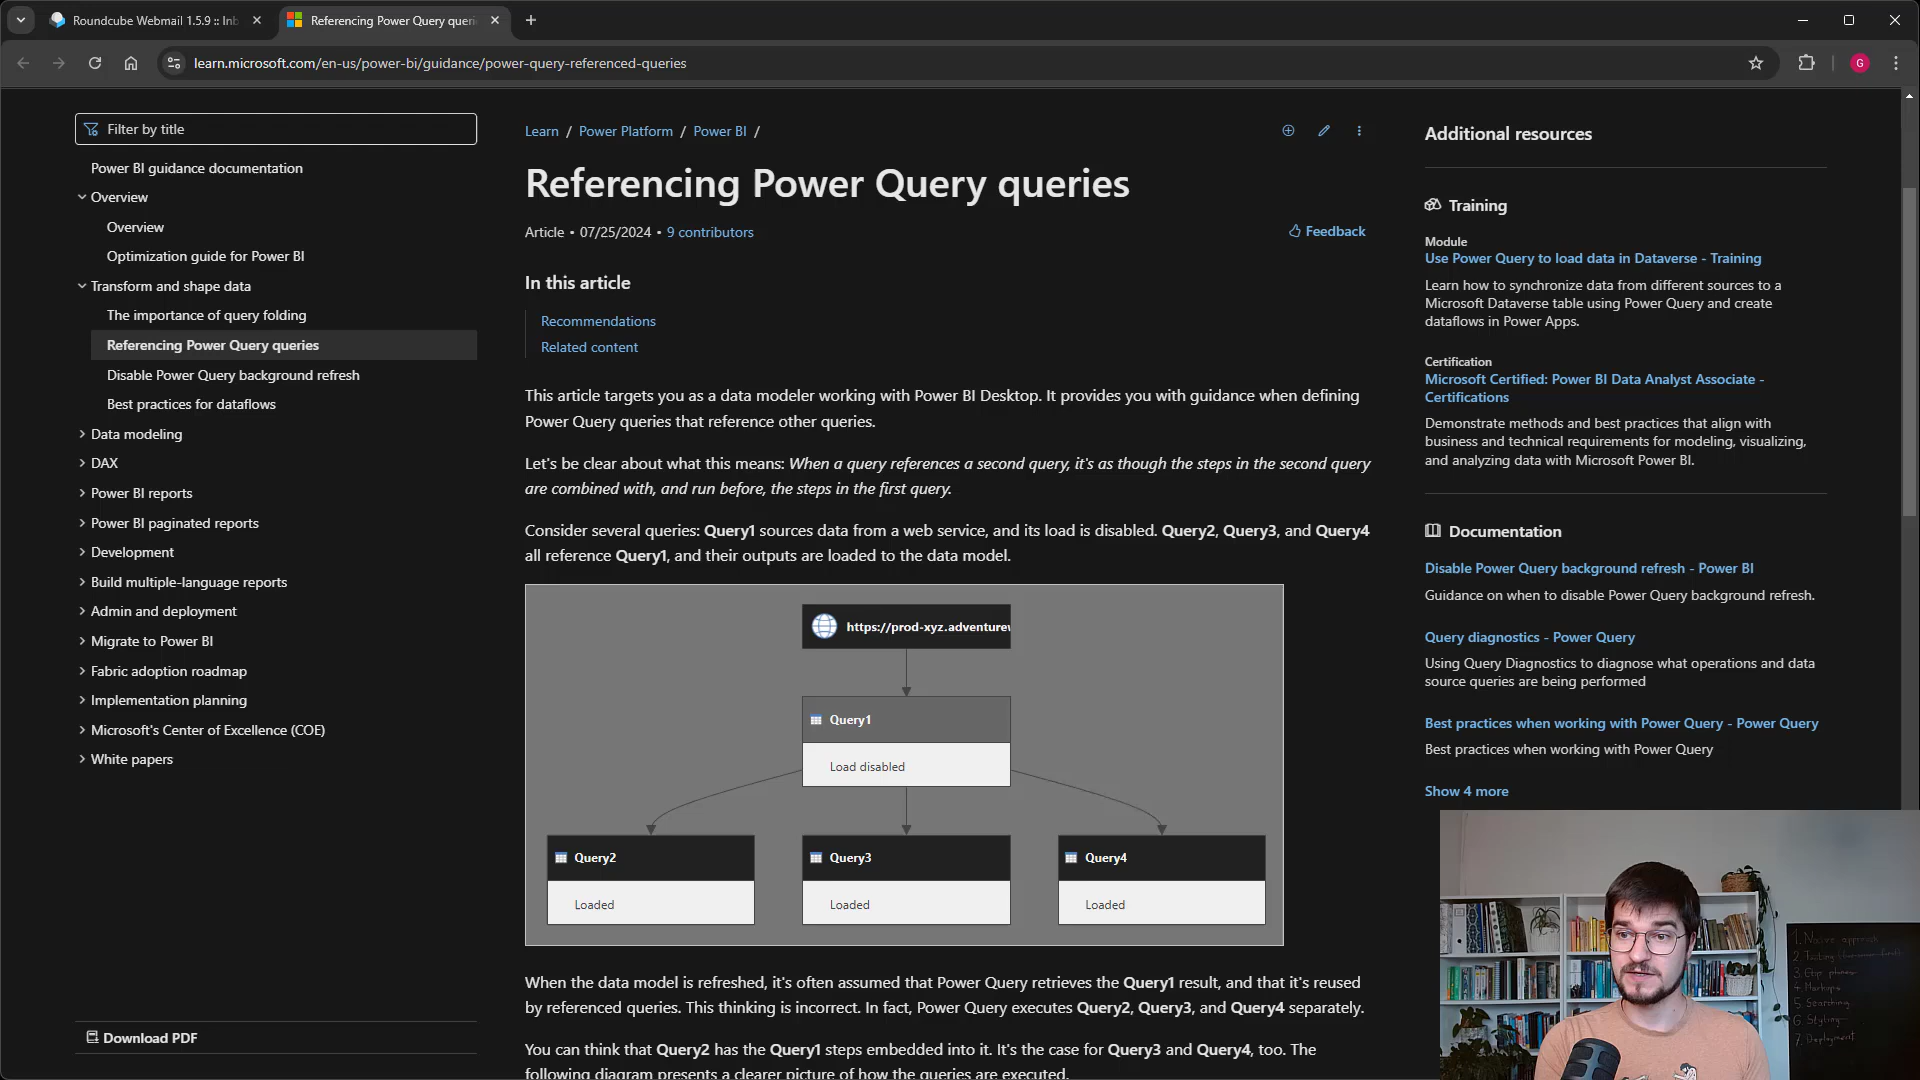 Roundcube Webmail 1.5.9 :: Inb
Referencing Power Query queri
learn.microsoft.com/en-us/power-bi/guidance/power-query-referenced-queries
G
Filter by title
Power BI guidance documentation
Overview
Overview
Optimization guide for Power BI
Transform and shape data
The importance of query folding
Referencing Power Query queries
Disable Power Query background refresh
Best practices for dataflows
Data modeling
DAX
Power BI reports
Power BI paginated reports
Development
Build multiple-language reports
Admin and deployment
Migrate to Power BI
Fabric adoption roadmap
Implementation planning
Microsoft's Center of Excellence (COE)
White papers
Download PDF
Learn / Power Platform / Power BI /
Referencing Power Query queries
Article • 07/25/2024 • 9 contributors
Feedback
In this article
Recommendations
Related content
This article targets you as a data modeler working with Power BI Desktop. It provides you with guidance when defining
Power Query queries that reference other queries.
Let's be clear about what this means: When a query references a second query, it's as though the steps in the second query
are combined with, and run before, the steps in the first query.
Consider several queries: Query1 sources data from a web service, and its load is disabled. Query2, Query3, and Query4
all reference Query1, and their outputs are loaded to the data model.
https://prod-xyz.adventurew
Query1
Load disabled
Query2
Query3
Query4
Loaded
Loaded
Loaded
When the data model is refreshed, it's often assumed that Power Query retrieves the Query1 result, and that it's reused
by referenced queries. This thinking is incorrect. In fact, Power Query executes Query2, Query3, and Query4 separately.
You can think that Query2 has the Query1 steps embedded into it. It's the case for Query3 and Query4, too. The
following diagram presents a clearer picture of how the queries are executed.
Additional resources
Training
Module
Use Power Query to load data in Dataverse - Training
Learn how to synchronize data from different sources to a
Microsoft Dataverse table using Power Query and create
dataflows in Power Apps.
Certification
Microsoft Certified: Power BI Data Analyst Associate -
Certifications
Demonstrate methods and best practices that align with
business and technical requirements for modeling, visualizing,
and analyzing data with Microsoft Power BI.
Documentation
Disable Power Query background refresh - Power BI
Guidance on when to disable Power Query background refresh.
Query diagnostics - Power Query
Using Query Diagnostics to diagnose what operations and data
source queries are being performed
Best practices when working with Power Query - Power Query
Best practices when working with Power Query
Show 4 more
1. Naive approach
2.
3.
4. Markups
5. Searching
6. Styling
7. Deployment